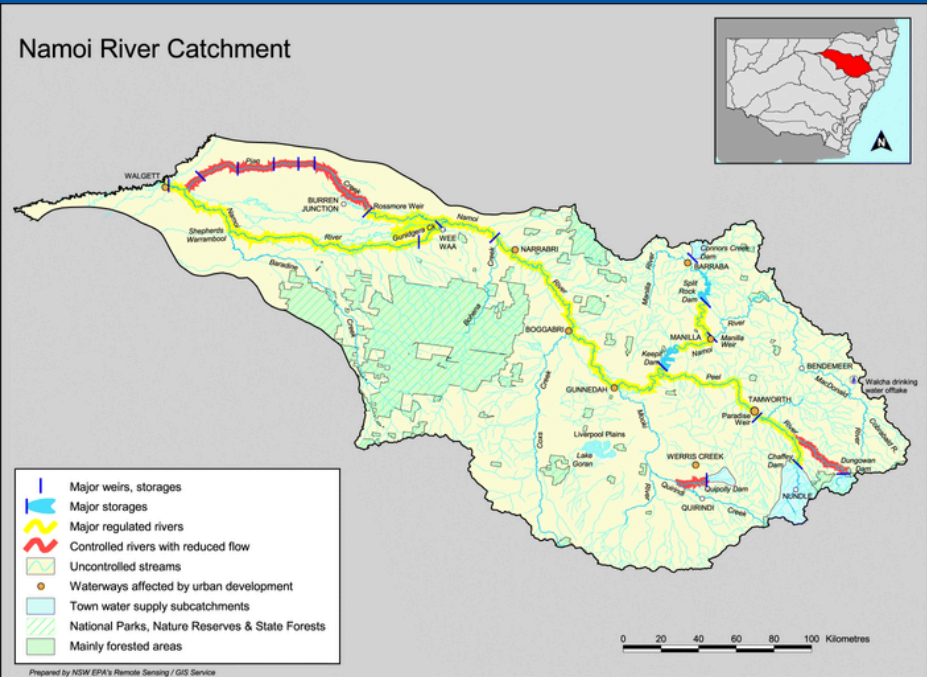 Namoi River Catchment
N
WALGETT
Pian
Creek
BURREN
JUNCTION
Rossmore Weir
Shepherds
Warrambool
Namoi
River
Gunidgera Ck
WEE
WAA
Namoi
Baradine
Creek
Creek
Bohena
NARRABRI
River
BOGGABRI
Manilla
River
Connors Creek
Dam
BARRABA
Split
Rock
Dam
River
MANILLA
Manilla
Weir
Namoi
Keepit
Dam
BENDEMEER
MacDonald
River
Walcha drinking
water offtake
Cobrabald R.
GUNNEDAH
Peel
TAMWORTH
Paradise
Weir
River
Chaffey
Dam
Dungowan
Dam
NUNDLE
Creek
Coxs
Mooki
River
Liverpool Plains
Lake
Goran
WERRIS CREEK
Quipolly Dam
Quirindi
QUIRINDI
Creek
Major weirs, storages
Major storages
Major regulated rivers
Controlled rivers with reduced flow
Uncontrolled streams
Waterways affected by urban development
Town water supply subcatchments
National Parks, Nature Reserves & State Forests
Mainly forested areas
0 20 40 60 80 100 Kilometres
Prepared by NSW EPA's Remote Sensing / GIS Service